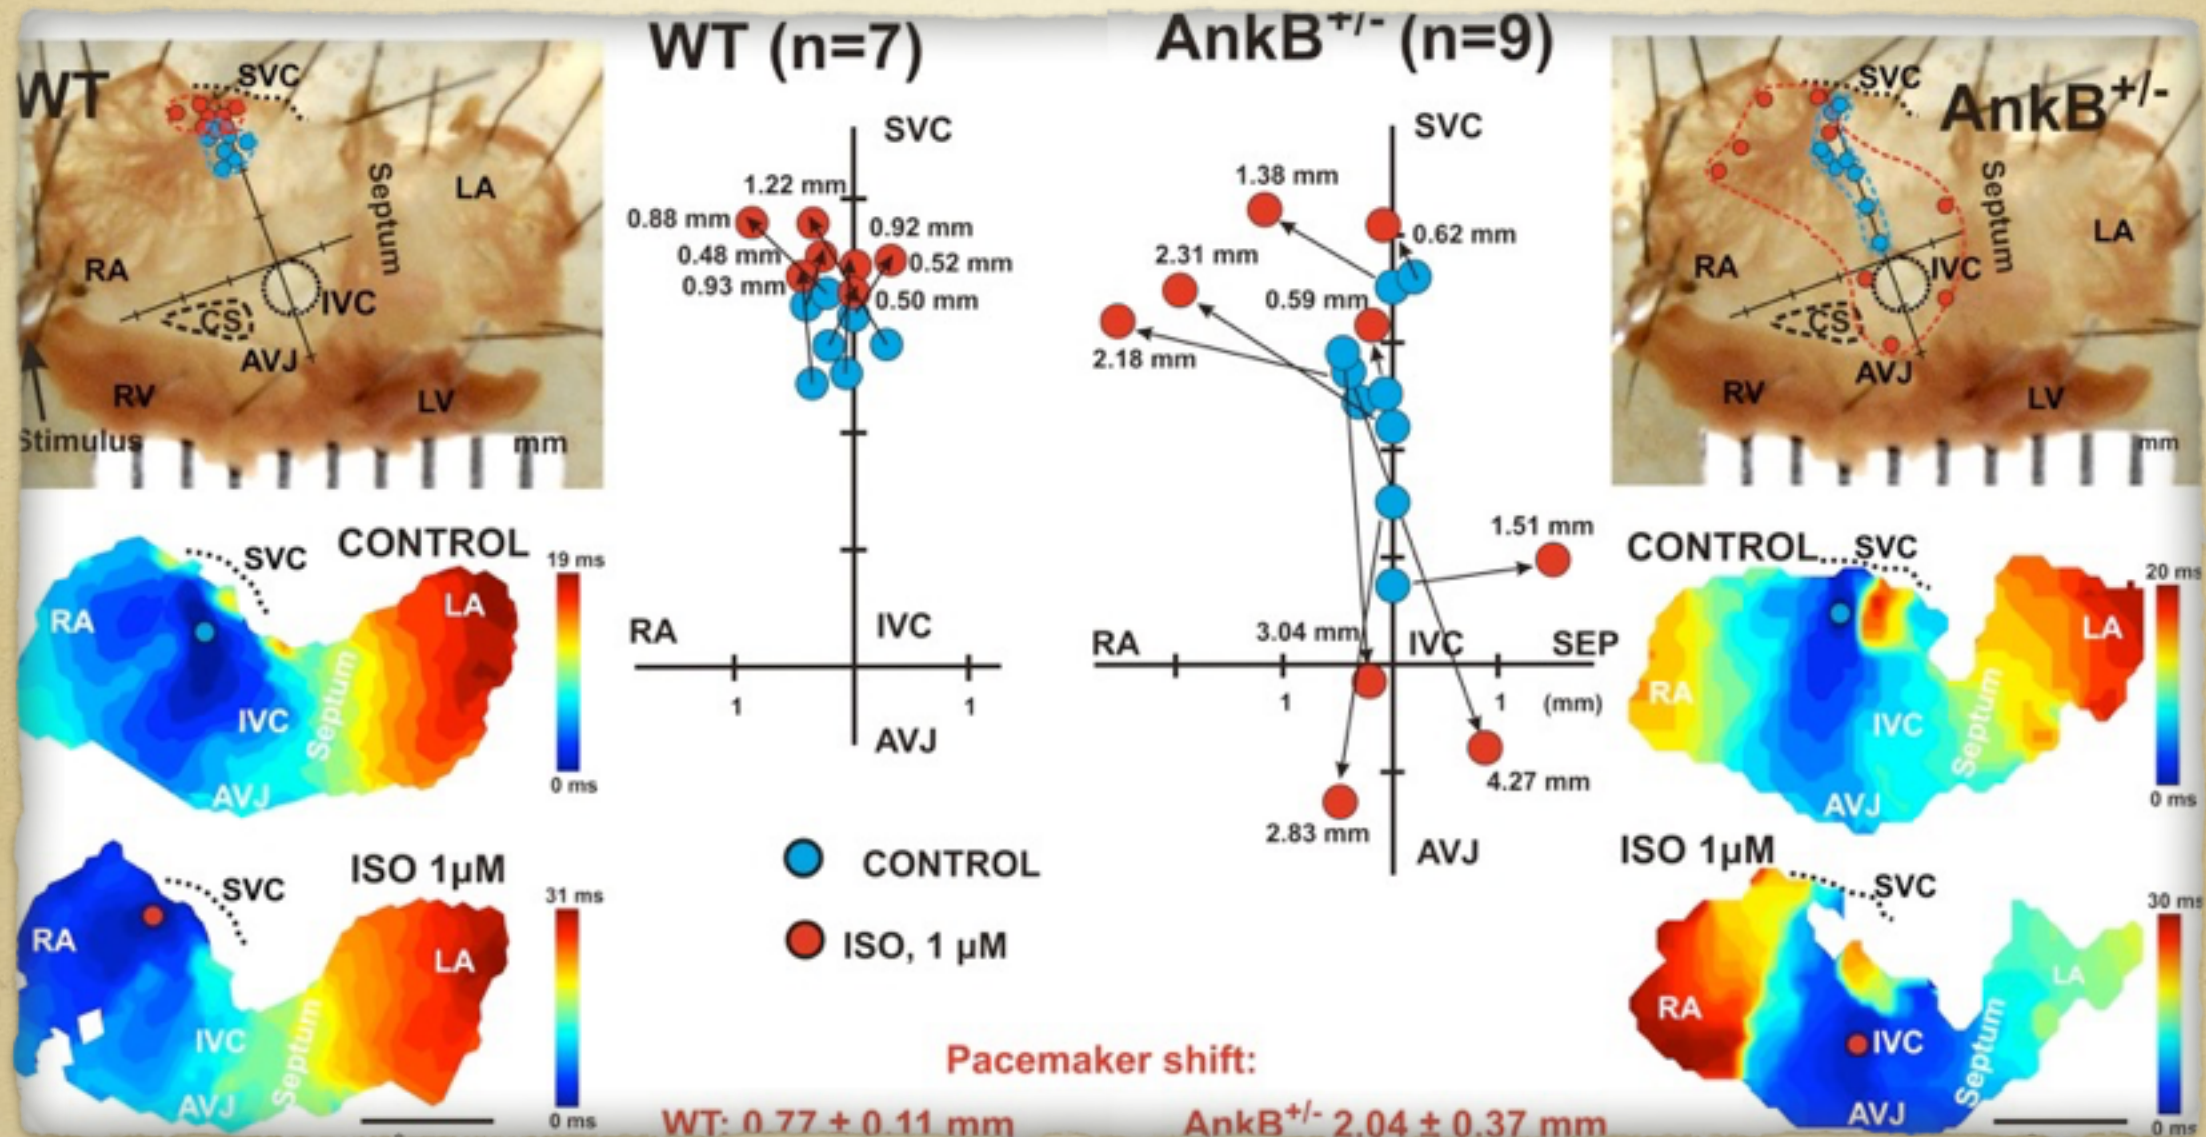 WT
SVC
Septum
LA
RA
IVC
CS
AVJ
RV
LV
Stimulus
mm
CONTROL
SVC
19 ms
RA
LA
Septum
IVC
AVJ
0 ms
ISO 1µM
SVC
31 ms
RA
LA
IVC
Septum
AVJ
0 ms
WT (n=7)
SVC
1.22 mm
0.88 mm
0.92 mm
0.48 mm
0.52 mm
0.93 mm
0.50 mm
RA
IVC
1
1
AVJ
CONTROL
ISO, 1 µM
AnkB+/- (n=9)
SVC
1.38 mm
0.62 mm
2.31 mm
0.59 mm
2.18 mm
1.51 mm
3.04 mm
RA
IVC
SEP
1
1
(mm)
4.27 mm
2.83 mm
AVJ
Pacemaker shift:
WT: 0.77 ± 0.11 mm
AnkB+/- 2.04 ± 0.37 mm
SVC
AnkB+/-
Septum
LA
RA
IVC
CS
AVJ
RV
LV
mm
CONTROL
SVC
20 ms
LA
RA
IVC
Septum
AVJ
0 ms
ISO 1µM
SVC
30 ms
LA
RA
IVC
Septum
AVJ
0 ms